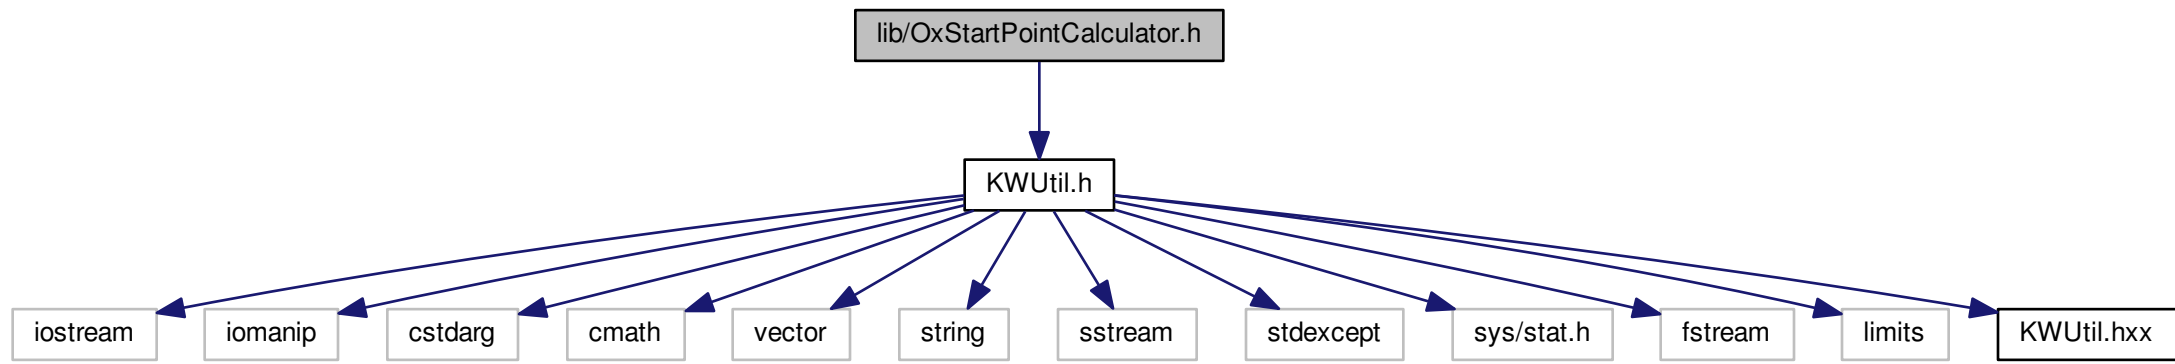 lib/OxStartPointCalculator.h
KWUtil.h
iostream
iomanip
cstdarg
cmath
vector
string
sstream
stdexcept
sys/stat.h
fstream
limits
KWUtil.hxx